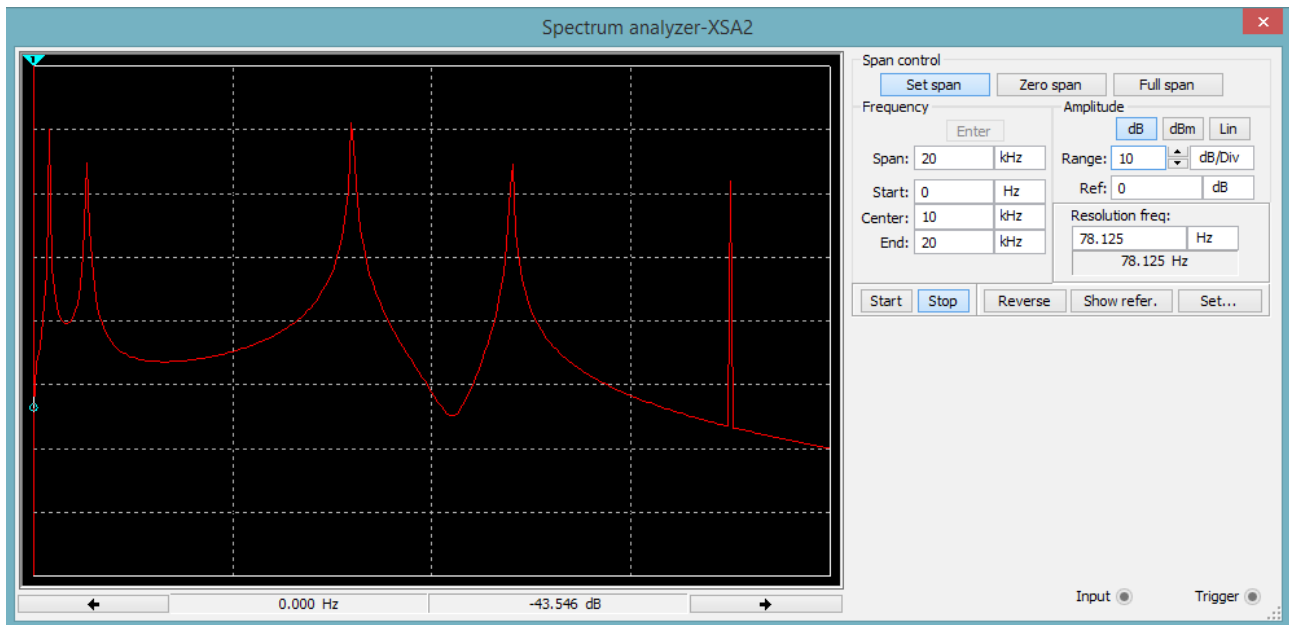 Spectrum analyzer-XSA2
1
Span control
Set span Zero span Full span
Frequency
Enter
Span: 20 kHz
Start: 0 Hz
Center: 10 kHz
End: 20 kHz
Amplitude
dB dBm Lin
Range: 10 dB/Div
Ref: 0 dB
Resolution freq:
78.125 Hz
78.125 Hz
Start Stop Reverse Show refer. Set...
0.000 Hz -43.546 dB
Input Trigger